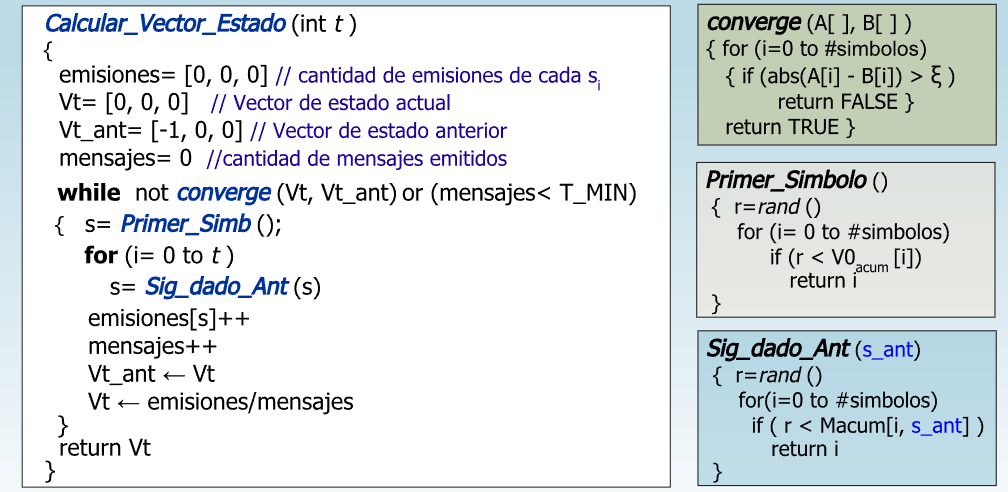 Calcular_Vector_Estado (int t )
{
emisiones= [0, 0, 0] // cantidad de emisiones de cada si
Vt= [0, 0, 0] // Vector de estado actual
Vt_ant= [-1, 0, 0] // Vector de estado anterior
mensajes= 0 //cantidad de mensajes emitidos
while not converge (Vt, Vt_ant) or (mensajes< T_MIN)
{ s= Primer_Simb ();
for (i= 0 to t )
s= Sig_dado_Ant (s)
emisiones[s]++
mensajes++
Vt_ant ← Vt
Vt ← emisiones/mensajes
}
return Vt
}
converge (A[ ], B[ ] )
{ for (i=0 to #simbolos)
{ if (abs(A[i] - B[i]) > ξ )
return FALSE }
return TRUE }
Primer_Simbolo ()
{ r=rand ()
for (i= 0 to #simbolos)
if (r < V0acum [i])
return i
}
Sig_dado_Ant (s_ant)
{ r=rand ()
for(i=0 to #simbolos)
if ( r < Macum[i, s_ant] )
return i
}